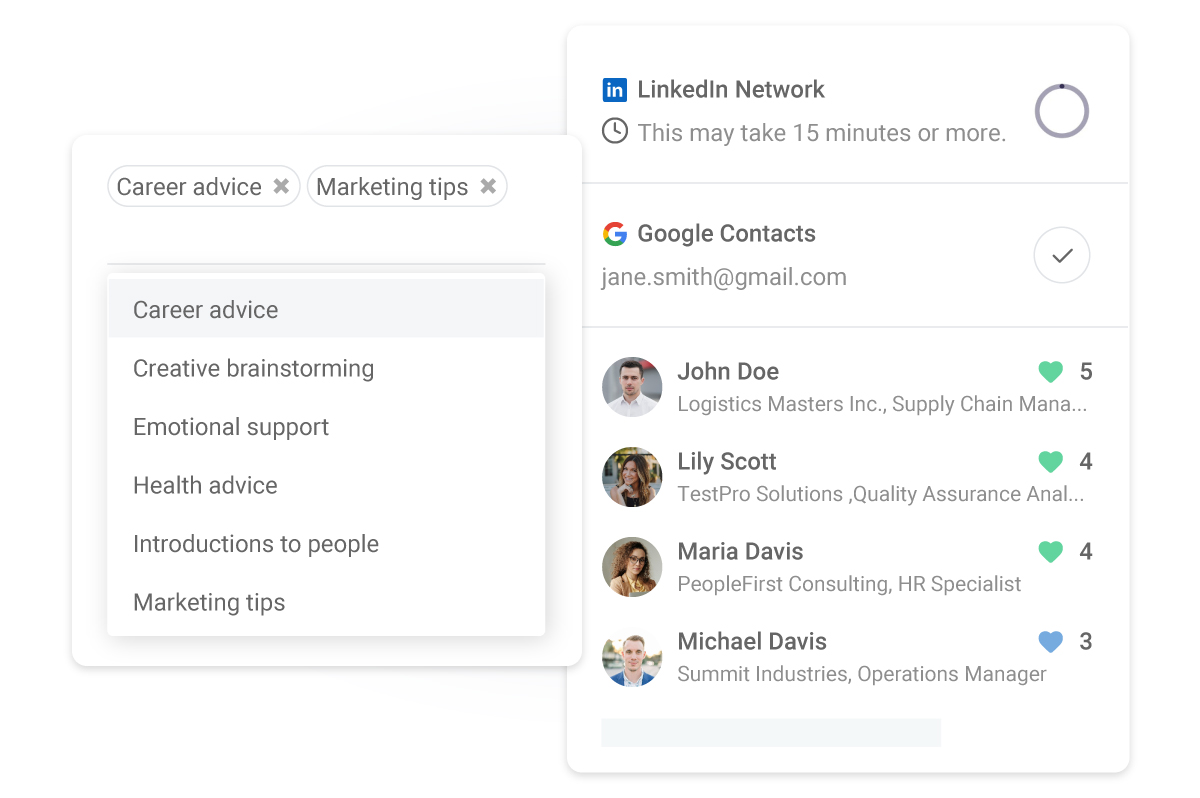 Career advice ✖ Marketing tips ✖
Career advice
Creative brainstorming
Emotional support
Health advice
Introductions to people
Marketing tips
in LinkedIn Network
This may take 15 minutes or more.
G Google Contacts
jane.smith@gmail.com
John Doe 5
Logistics Masters Inc., Supply Chain Mana...
Lily Scott 4
TestPro Solutions ,Quality Assurance Anal...
Maria Davis 4
PeopleFirst Consulting, HR Specialist
Michael Davis 3
Summit Industries, Operations Manager